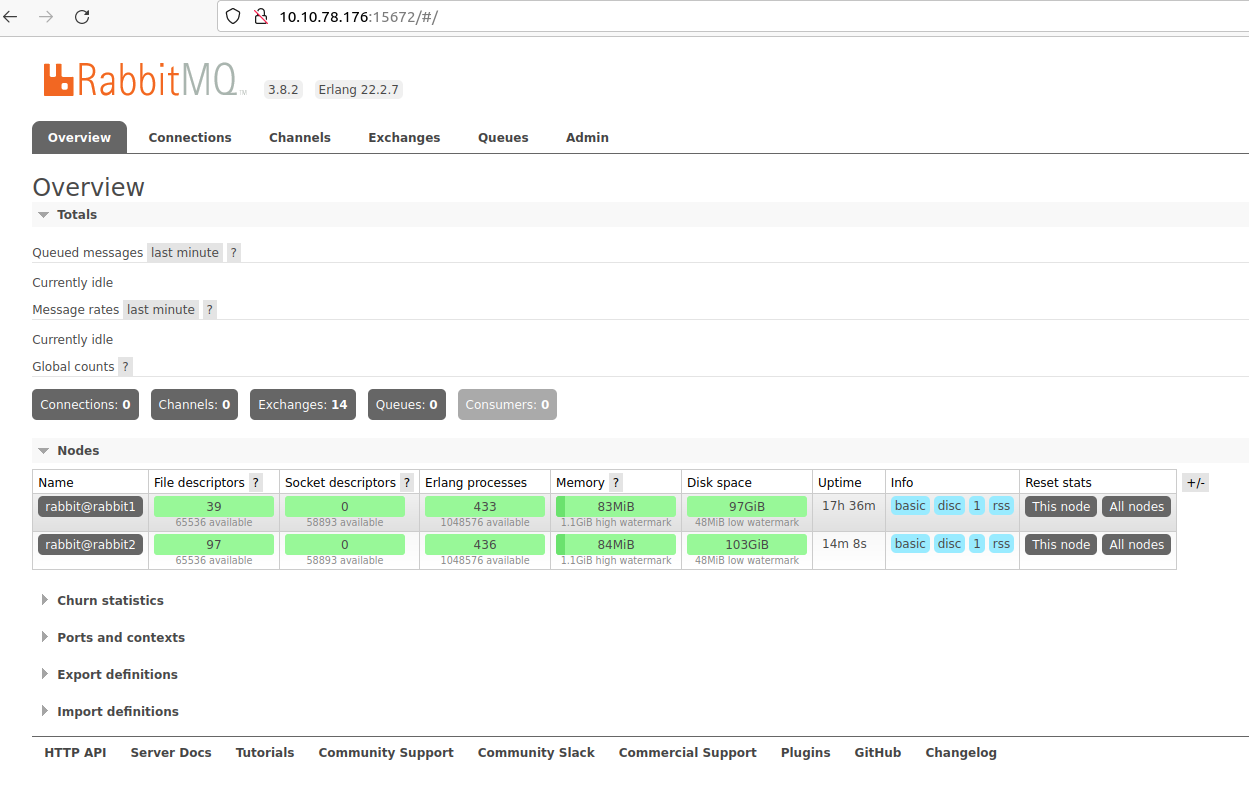 10.10.78.176:15672/#/
RabbitMQ TM 3.8.2 Erlang 22.2.7
Overview Connections Channels Exchanges Queues Admin
Overview
Totals
Queued messages last minute ?
Currently idle
Message rates last minute ?
Currently idle
Global counts ?
Connections: 0 Channels: 0 Exchanges: 14 Queues: 0 Consumers: 0
Nodes
Name File descriptors ? Socket descriptors ? Erlang processes Memory ? Disk space Uptime Info Reset stats +/-
rabbit@rabbit1 39 0 433 83MiB 97GiB 17h 36m basic disc 1 rss This node All nodes
65536 available 58893 available 1048576 available 1.1GiB high watermark 48MiB low watermark
rabbit@rabbit2 97 0 436 84MiB 103GiB 14m 8s basic disc 1 rss This node All nodes
65536 available 58893 available 1048576 available 1.1GiB high watermark 48MiB low watermark
Churn statistics
Ports and contexts
Export definitions
Import definitions
HTTP API Server Docs Tutorials Community Support Community Slack Commercial Support Plugins GitHub Changelog